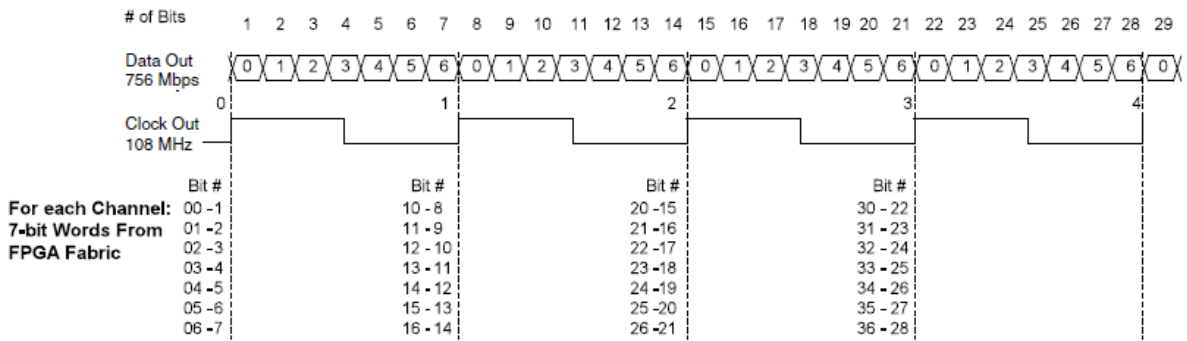 # of Bits 1 2 3 4 5 6 7 8 9 10 11 12 13 14 15 16 17 18 19 20 21 22 23 24 25 26 27 28 29
Data Out 0 1 2 3 4 5 6 0 1 2 3 4 5 6 0 1 2 3 4 5 6 0 1 2 3 4 5 6 0
756 Mbps
0 1 2 3 4
Clock Out
108 MHz
Bit # Bit # Bit # Bit #
For each Channel: 00 -1 10 - 8 20 -15 30 - 22
7-bit Words From 01 -2 11 - 9 21 -16 31 - 23
FPGA Fabric 02 -3 12 - 10 22 -17 32 - 24
03 -4 13 - 11 23 -18 33 - 25
04 -5 14 - 12 24 -19 34 - 26
05 -6 15 - 13 25 -20 35 - 27
06 -7 16 - 14 26 -21 36 - 28